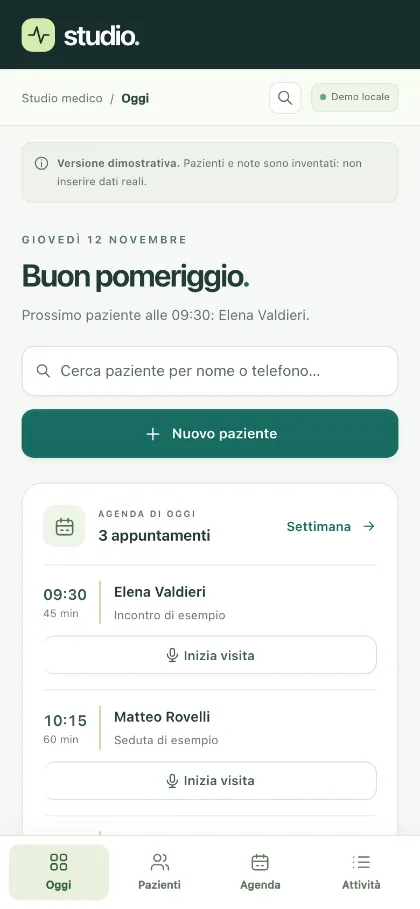 studio.
Studio medico / Oggi
Demo locale
Versione dimostrativa. Pazienti e note sono inventati: non
inserire dati reali.
GIOVEDÌ 12 NOVEMBRE
Buon pomeriggio.
Prossimo paziente alle 09:30: Elena Valdieri.
Cerca paziente per nome o telefono...
Nuovo paziente
AGENDA DI OGGI
3 appuntamenti
Settimana
09:30
45 min
Elena Valdieri
Incontro di esempio
Inizia visita
10:15
60 min
Matteo Rovelli
Seduta di esempio
Inizia visita
Oggi
Pazienti
Agenda
Attività